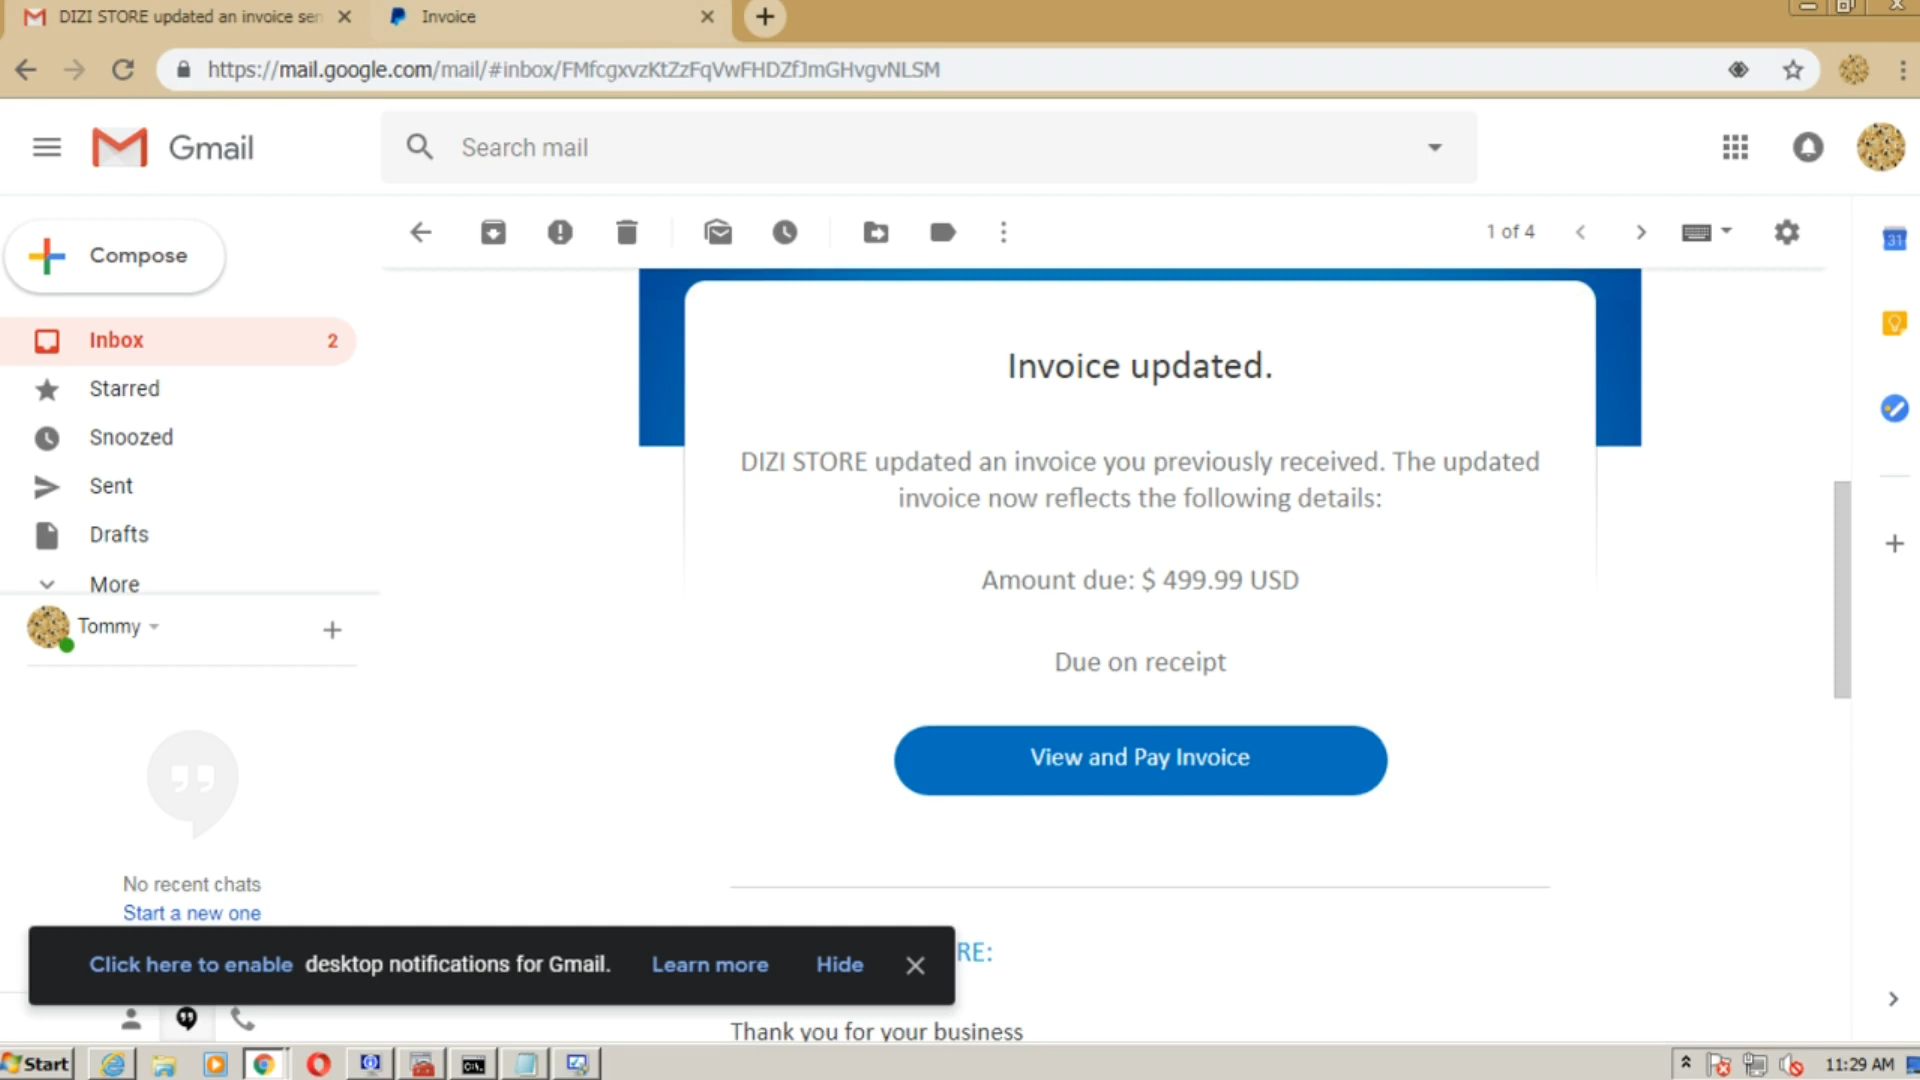 DIZI STORE updated an invoice sen
Invoice
https://mail.google.com/mail/#inbox/FMfcgxvzKtZzFqVwFHDZfJmGHvgvNLSM
Gmail
Search mail
Compose
1 of 4
31
Inbox 2
Starred
Snoozed
Sent
Drafts
More
Tommy
No recent chats
Start a new one
Invoice updated.
DIZI STORE updated an invoice you previously received. The updated
invoice now reflects the following details:
Amount due: $ 499.99 USD
Due on receipt
View and Pay Invoice
RE:
Thank you for your business
Click here to enable desktop notifications for Gmail. Learn more Hide
Start
11:29 AM